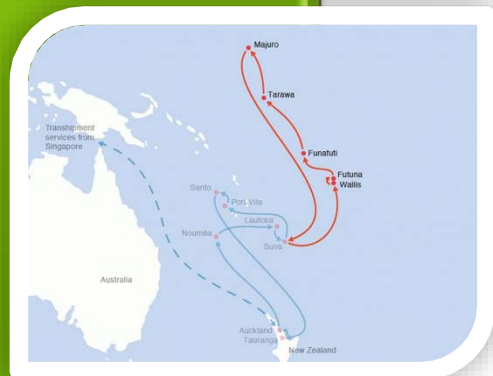 Majuro
Tarawa
Transhipment
services from
Singapore
Funafuti
Futuna
Wallis
Santo
Port Vila
Lautoka
Suva
Nouméa
Australia
Auckland
Tauranga
New Zealand